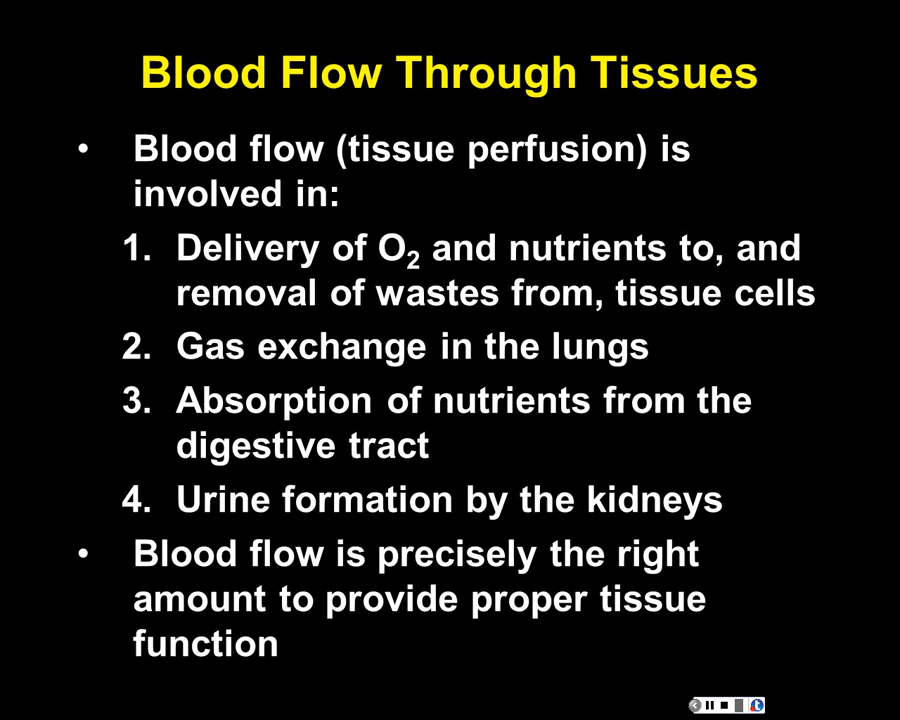 Blood Flow Through Tissues
• Blood flow (tissue perfusion) is
involved in:
1. Delivery of O₂ and nutrients to, and
removal of wastes from, tissue cells
2. Gas exchange in the lungs
3. Absorption of nutrients from the
digestive tract
4. Urine formation by the kidneys
• Blood flow is precisely the right
amount to provide proper tissue
function